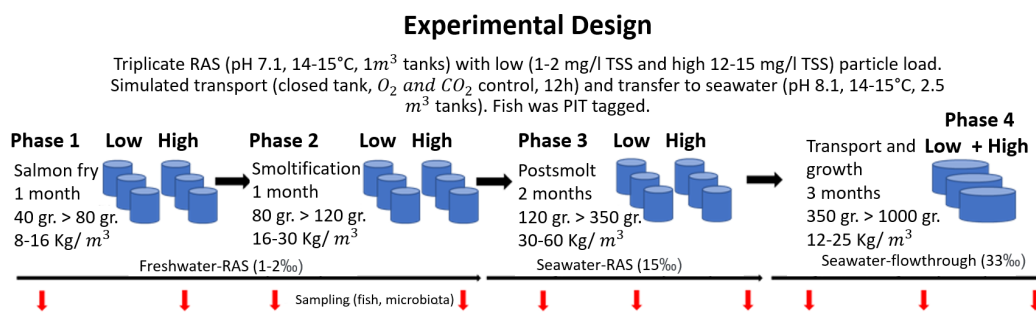 Experimental Design
Triplicate RAS (pH 7.1, 14-15°C, 1m³ tanks) with low (1-2 mg/l TSS and high 12-15 mg/l TSS) particle load.
Simulated transport (closed tank, O₂ and CO₂ control, 12h) and transfer to seawater (pH 8.1, 14-15°C, 2.5
m³ tanks). Fish was PIT tagged.
Phase 1 Low High
Salmon fry
1 month
40 gr. > 80 gr.
8-16 Kg/ m³
Phase 2 Low High
Smoltification
1 month
80 gr. > 120 gr.
16-30 Kg/ m³
Phase 3 Low High
Postsmolt
2 months
120 gr. > 350 gr.
30-60 Kg/ m³
Phase 4
Low + High
Transport and
growth
3 months
350 gr. > 1000 gr.
12-25 Kg/ m³
Freshwater-RAS (1-2‰)
Seawater-RAS (15‰)
Seawater-flowthrough (33‰)
Sampling (fish, microbiota)